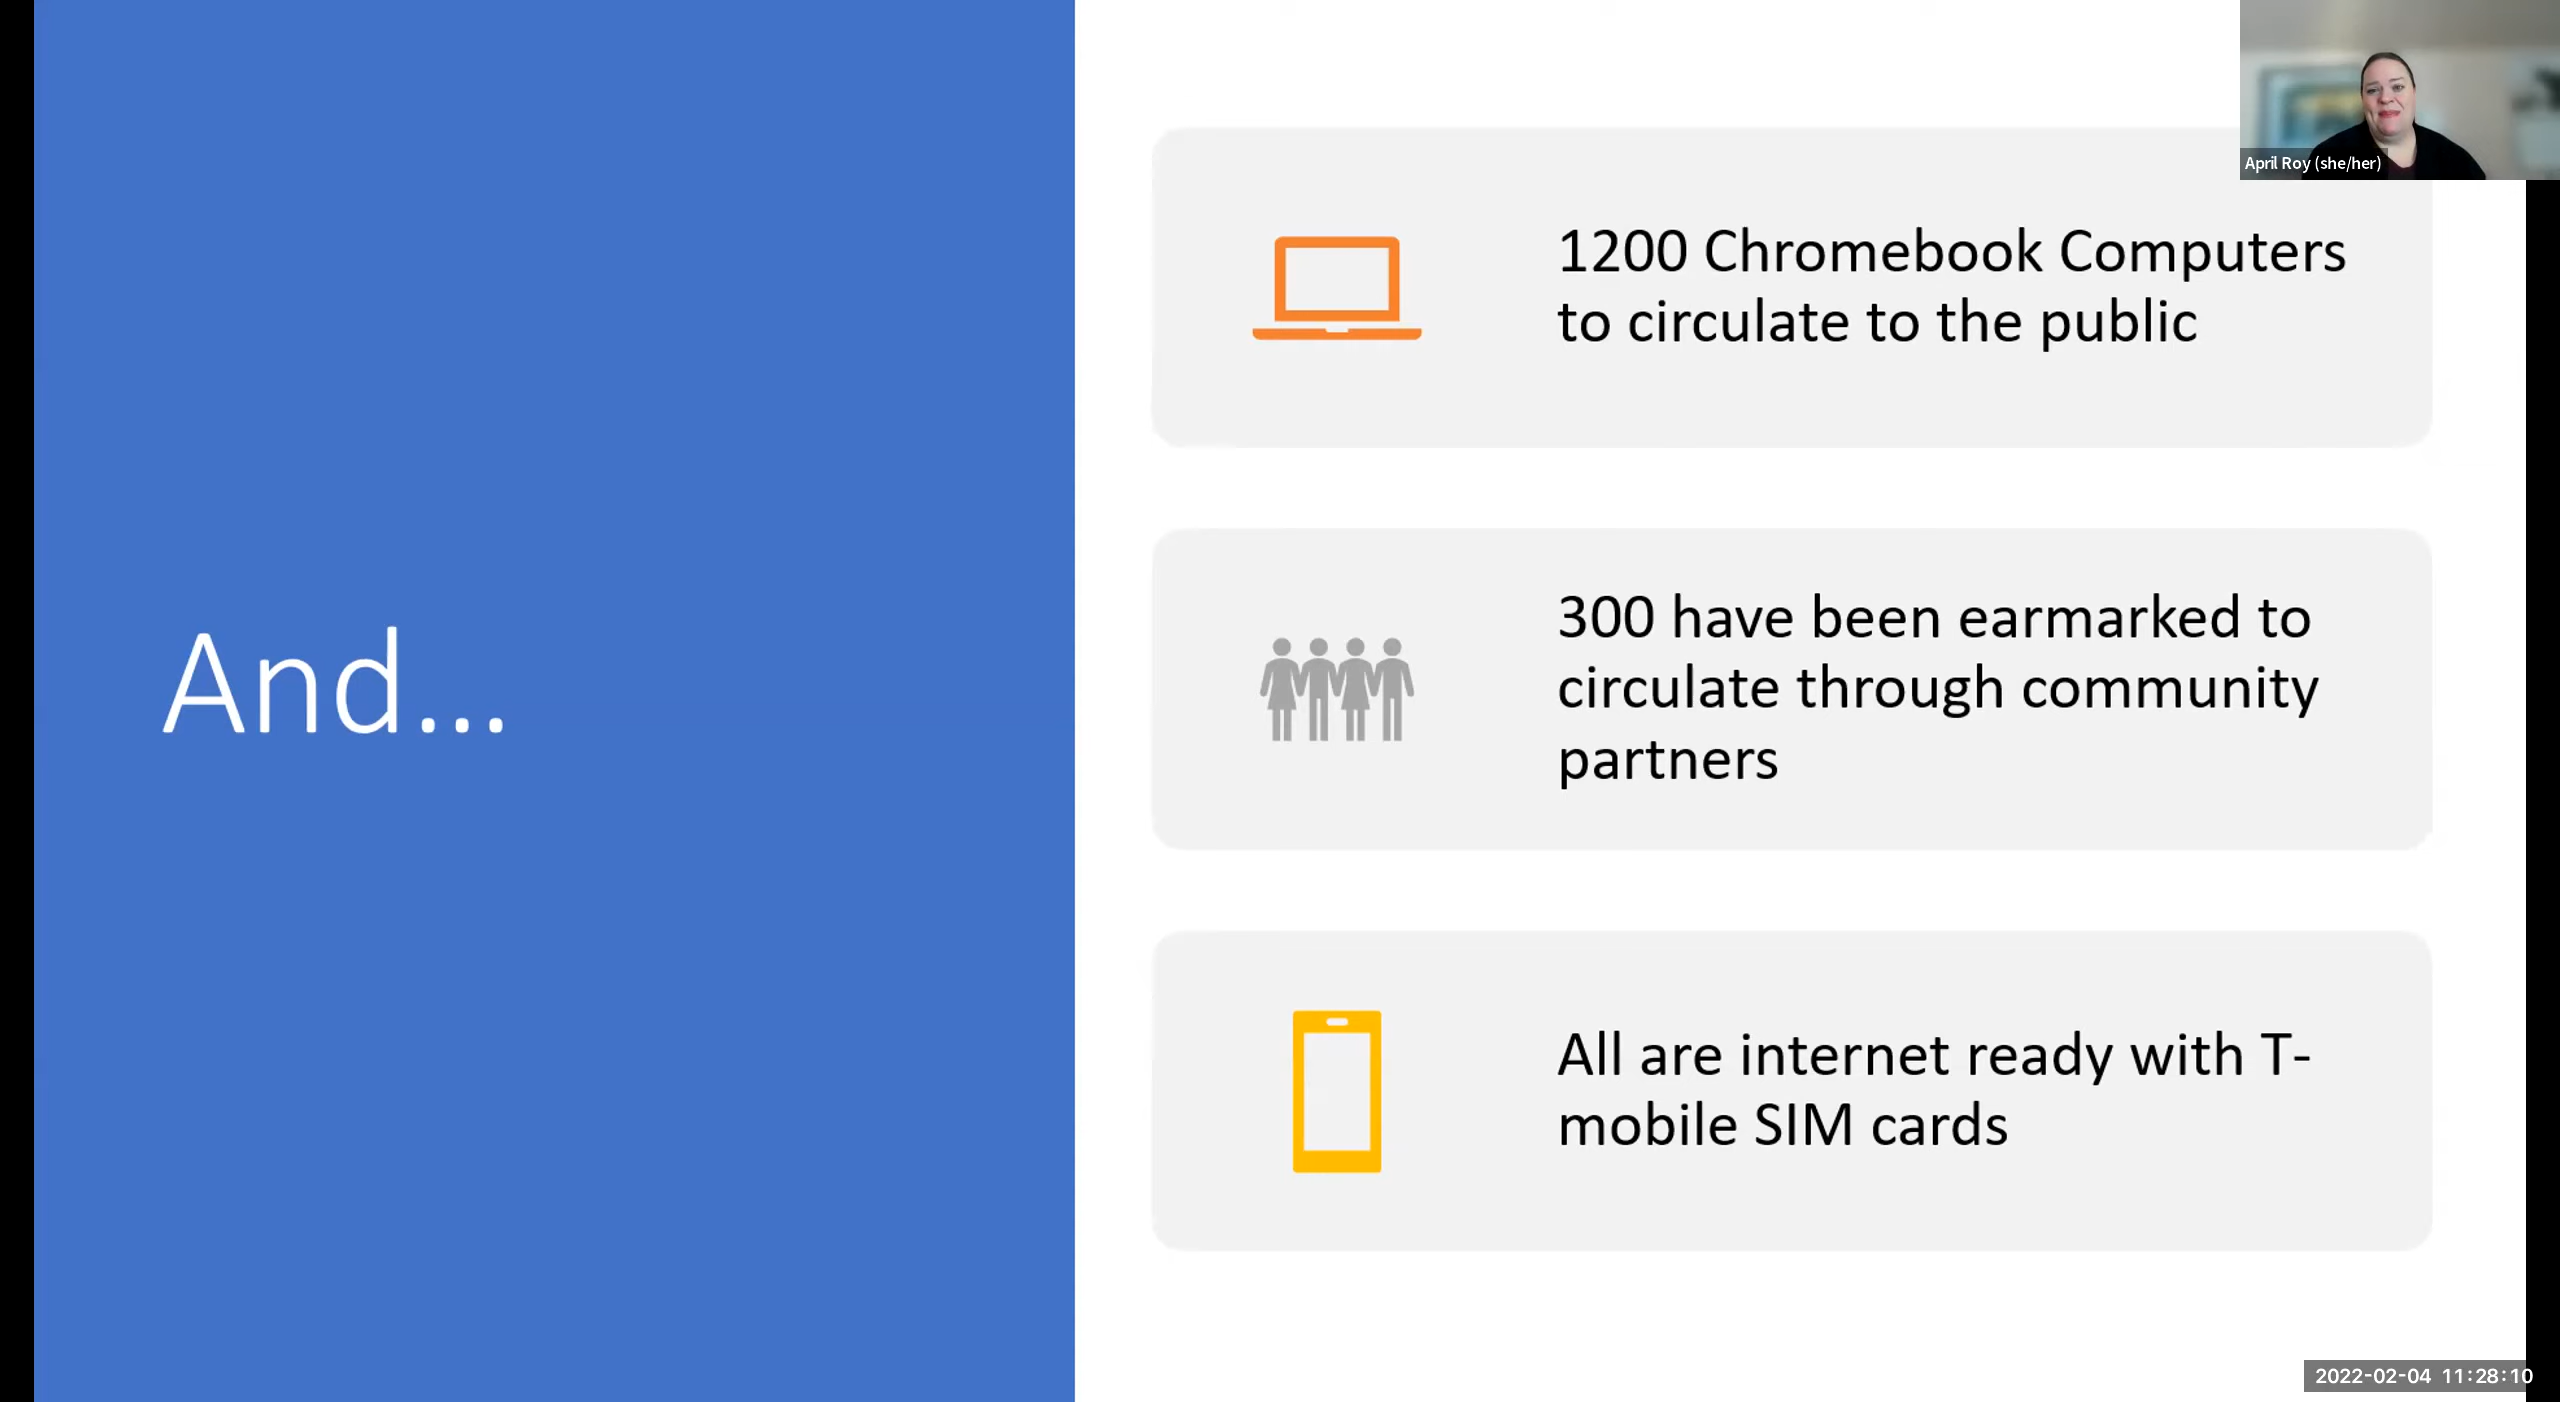 April Roy (she/her)
And...
1200 Chromebook Computers
to circulate to the public
300 have been earmarked to
circulate through community
partners
All are internet ready with T-
mobile SIM cards
2022-02-04 11:28:10